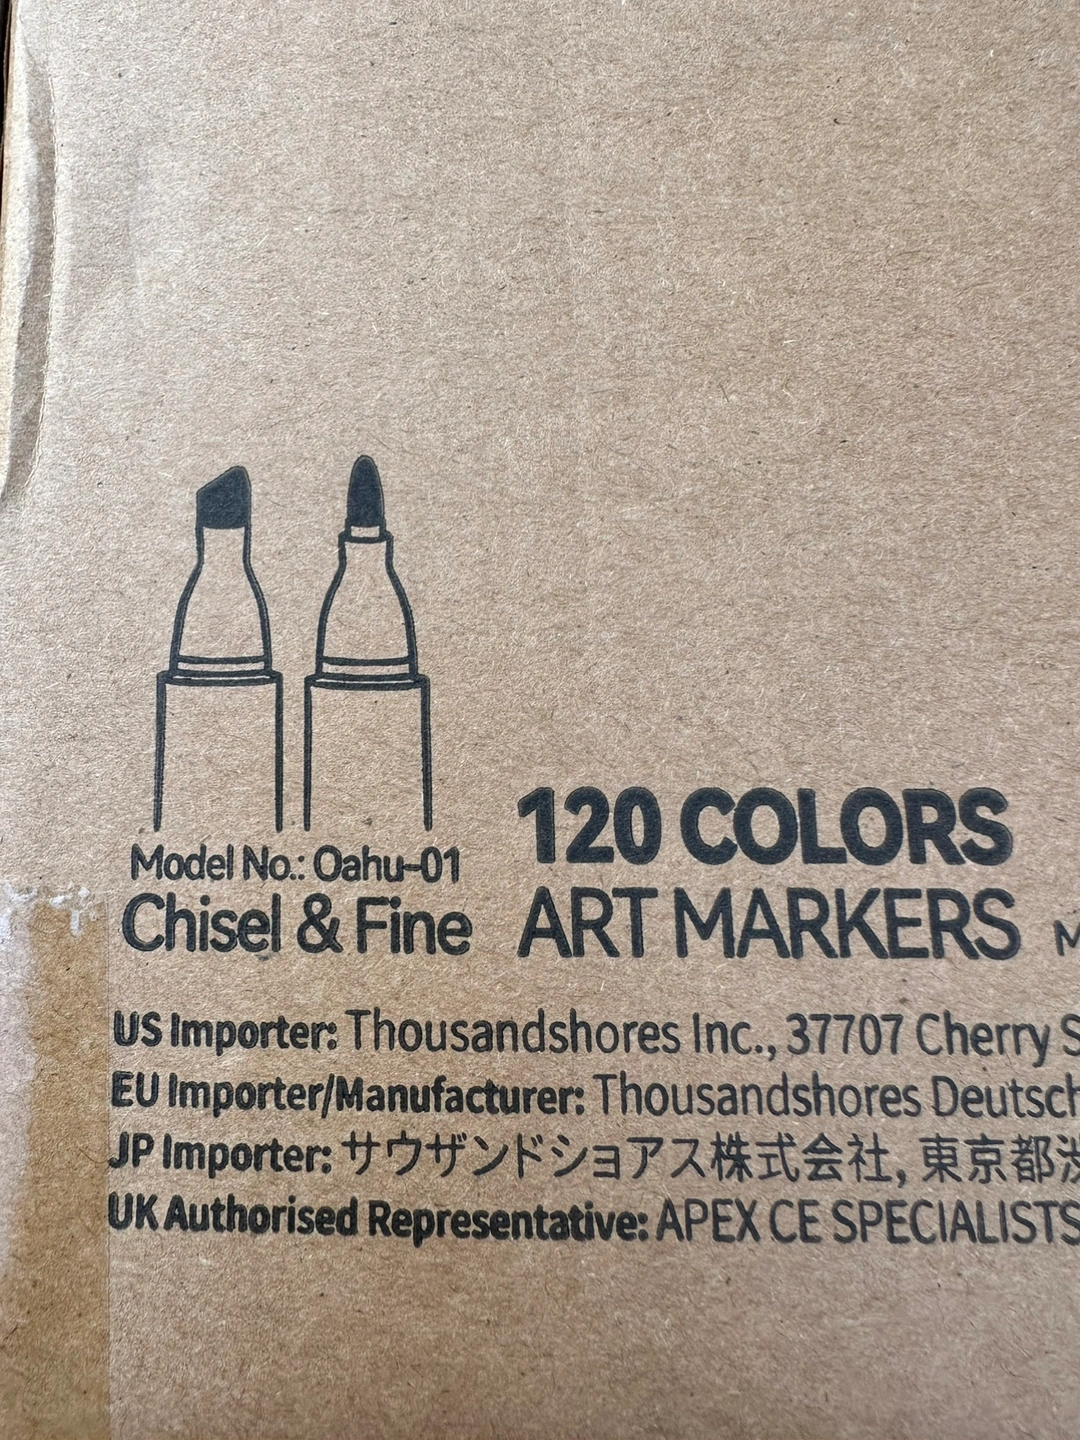 Model No.: Oahu-01
Chisel & Fine
120 COLORS
ART MARKERS
US Importer: Thousandshores Inc., 37707 Cherry
EU Importer/Manufacturer: Thousandshores
JP Importer: サウザンドショアス株式会社, 東京都渋
UK Authorised Representative: APEX CE SPECIALISTS